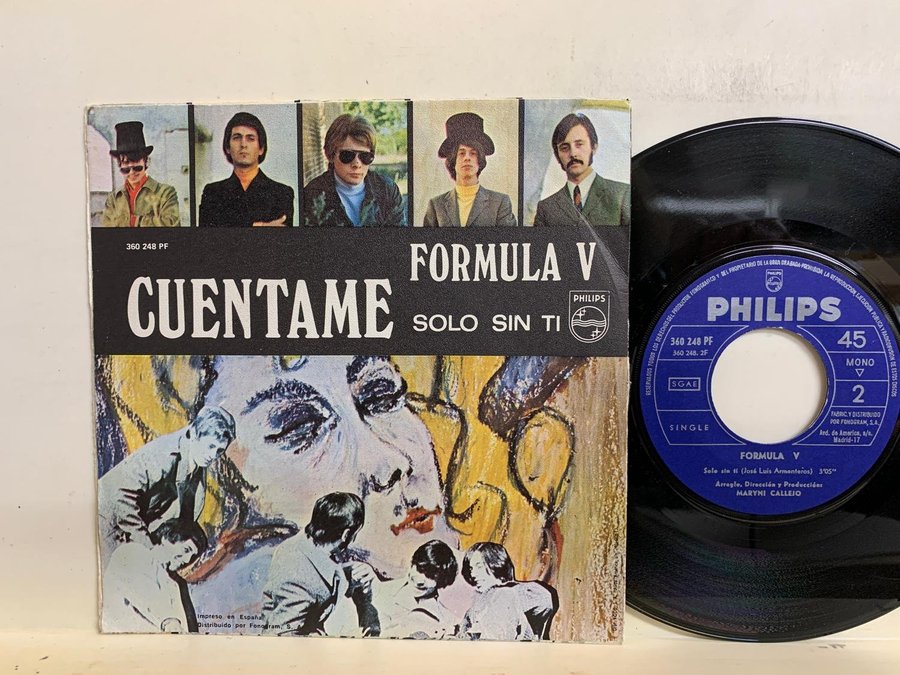 360 248 PF
FORMULA V
CUENTAME
SOLO SIN TI
PHILIPS
Impreso en España
Distribuido por Fonogram, S.
PHILIPS
360 248 PF
360 248. 2F
SGAE
SINGLE
45
MONO
2
FABRIC. Y DISTRIBUIDO
POR FONOGRAM, S.A.
Avd. de America, s/n.
Madrid-17
FORMULA V
Solo sin ti (José Luis Armenteros) 3'05"
Arreglo, Dirección y Producción:
MARYNI CALLEJO